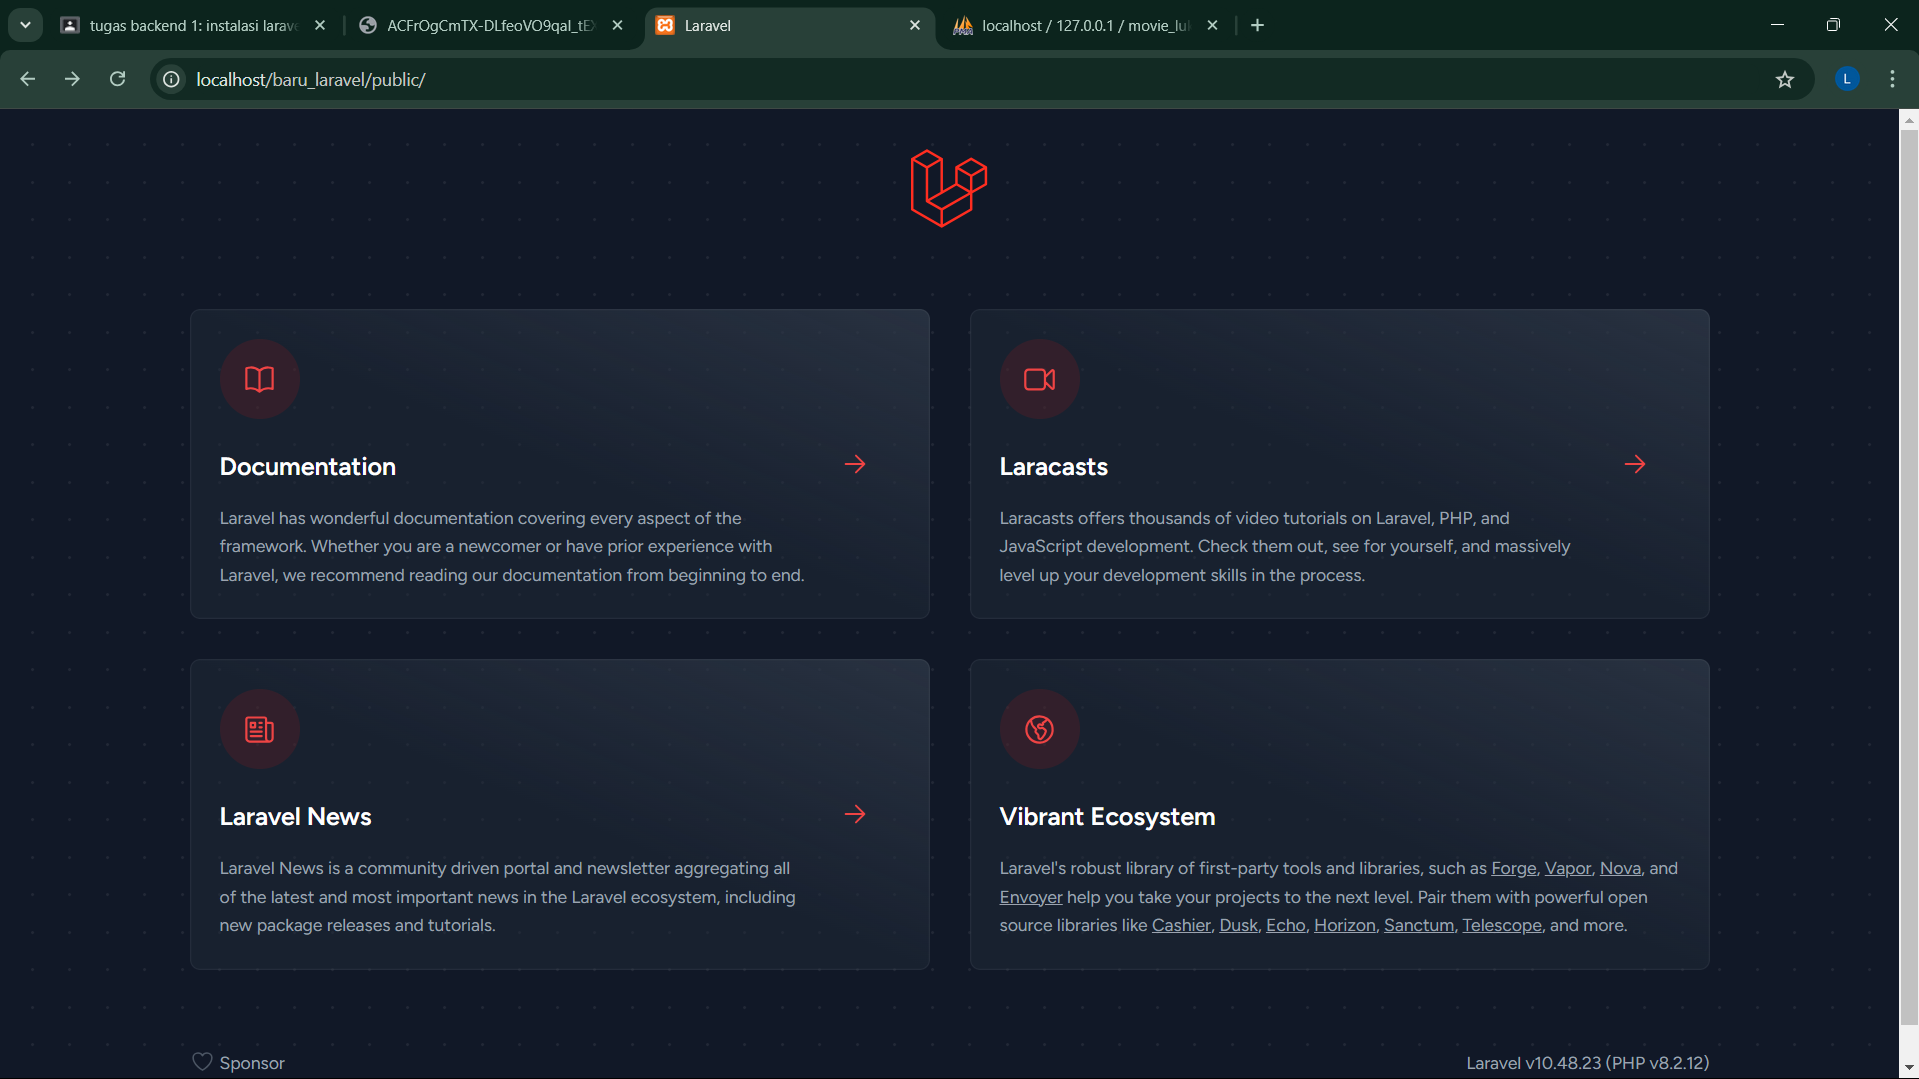 tugas backend 1: instalasi larave
ACFrOgCmTX-DLfeoVO9qal_tEX
Laravel
localhost / 127.0.0.1 / movie_luk
localhost/baru_laravel/public/
L
Documentation
Laravel has wonderful documentation covering every aspect of the
framework. Whether you are a newcomer or have prior experience with
Laravel, we recommend reading our documentation from beginning to end.
Laracasts
Laracasts offers thousands of video tutorials on Laravel, PHP, and
JavaScript development. Check them out, see for yourself, and massively
level up your development skills in the process.
Laravel News
Laravel News is a community driven portal and newsletter aggregating all
of the latest and most important news in the Laravel ecosystem, including
new package releases and tutorials.
Vibrant Ecosystem
Laravel's robust library of first-party tools and libraries, such as Forge, Vapor, Nova, and
Envoyer help you take your projects to the next level. Pair them with powerful open
source libraries like Cashier, Dusk, Echo, Horizon, Sanctum, Telescope, and more.
Sponsor
Laravel v10.48.23 (PHP v8.2.12)